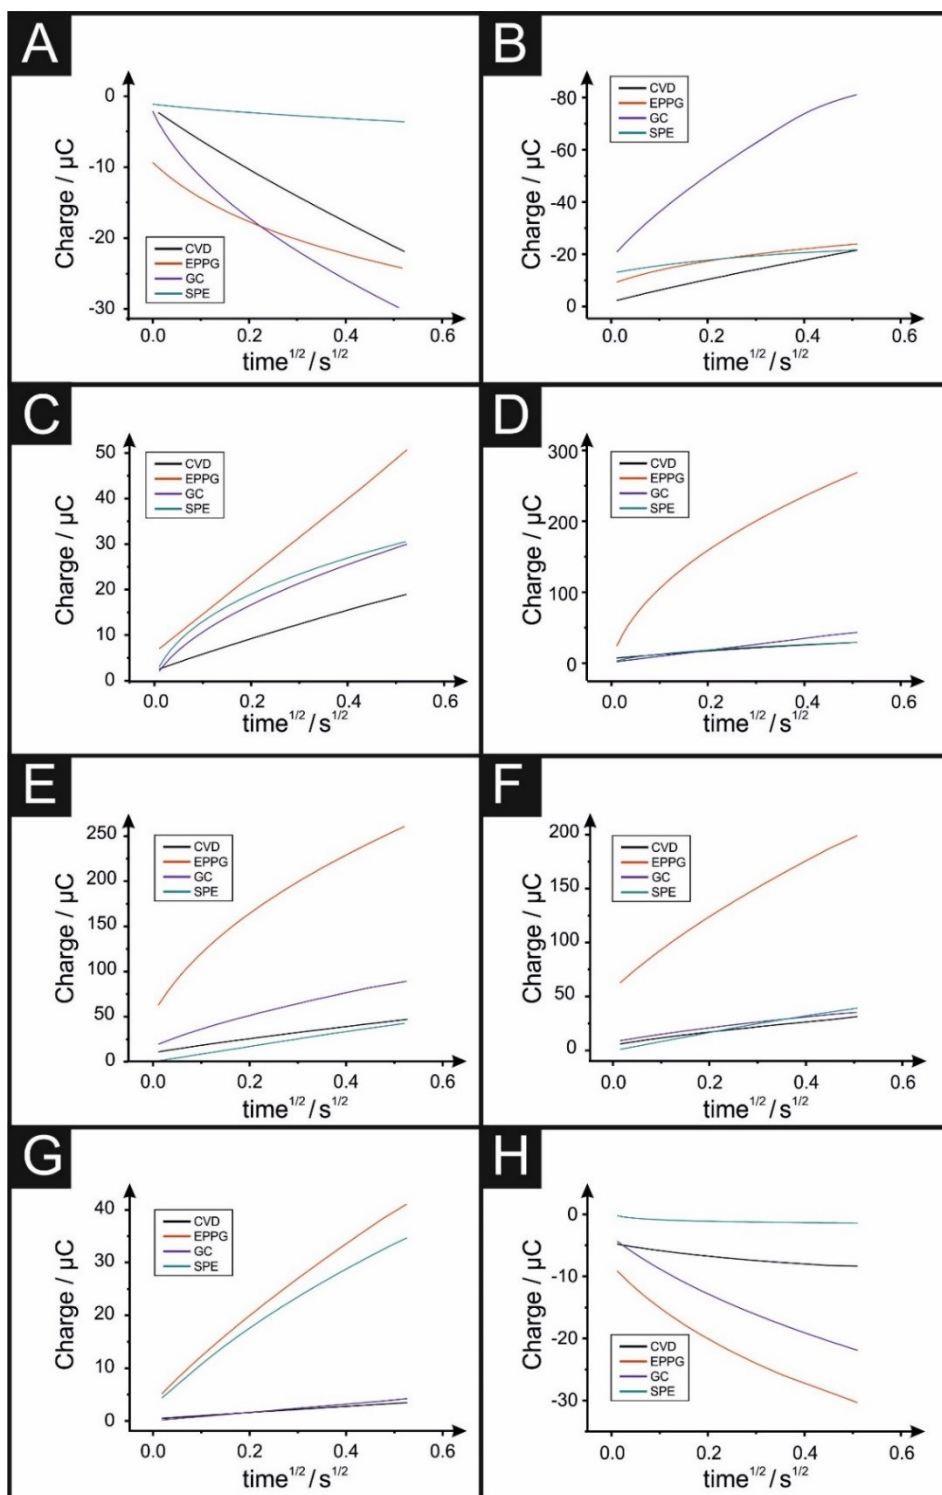 A
Charge / µC
0
-10
-20
-30
CVD
EPPG
GC
SPE
0.0 0.2 0.4 0.6
time1/2 / s1/2
B
Charge / µC
-80
-60
-40
-20
0
CVD
EPPG
GC
SPE
0.0 0.2 0.4 0.6
time1/2 / s1/2
C
Charge / µC
50
40
30
20
10
0
CVD
EPPG
GC
SPE
0.0 0.2 0.4 0.6
time1/2 / s1/2
D
Charge / µC
300
200
100
0
CVD
EPPG
GC
SPE
0.0 0.2 0.4 0.6
time1/2 / s1/2
E
Charge / µC
250
200
150
100
50
0
CVD
EPPG
GC
SPE
0.0 0.2 0.4 0.6
time1/2 / s1/2
F
Charge / µC
200
150
100
50
0
CVD
EPPG
GC
SPE
0.0 0.2 0.4 0.6
time1/2 / s1/2
G
Charge / µC
40
30
20
10
0
CVD
EPPG
GC
SPE
0.0 0.2 0.4 0.6
time1/2 / s1/2
H
Charge / µC
0
-10
-20
-30
CVD
EPPG
GC
SPE
0.0 0.2 0.4 0.6
time1/2 / s1/2